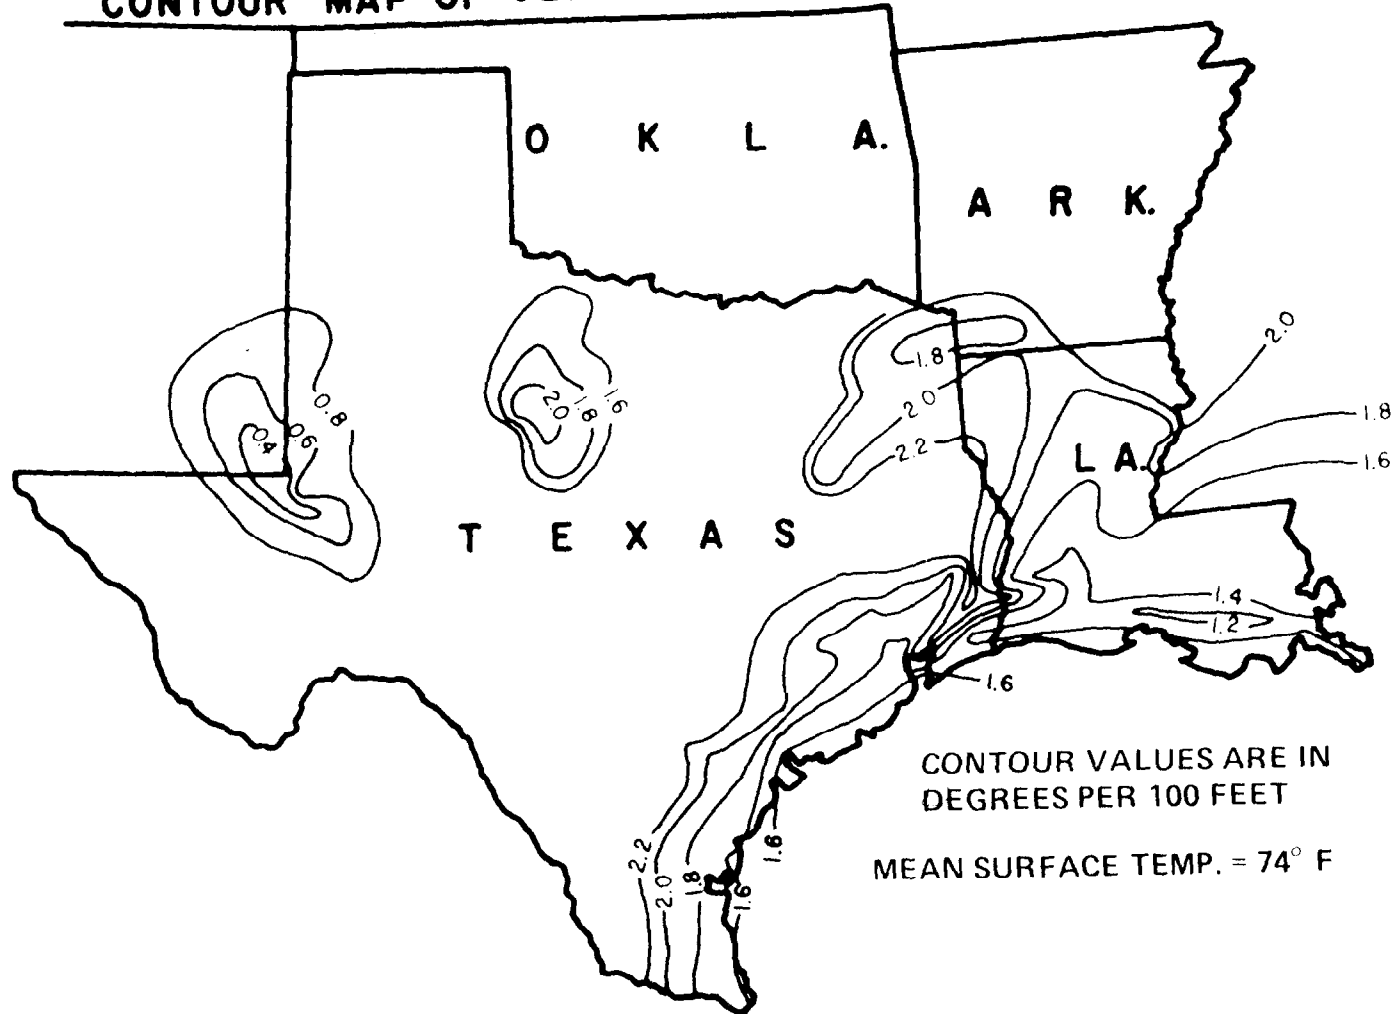 CONTOUR MAP OF
O K L A.
A R K.
2.0
1.8
1.6
0.8
0.6
0.4
2.0
1.8
1.6
1.8
2.0
2.2
L A.
T E X A S
1.4
1.2
1.6
CONTOUR VALUES ARE IN
DEGREES PER 100 FEET
MEAN SURFACE TEMP. = 74° F
2.2
2.0
1.8
1.6
1.6